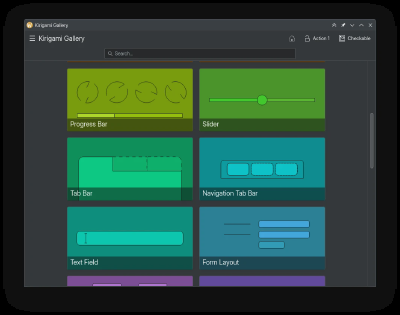 Kirigami Gallery
Kirigami Gallery
Action 1
Checkable
Search...
Progress Bar
Slider
Tab Bar
Navigation Tab Bar
Text Field
Form Layout